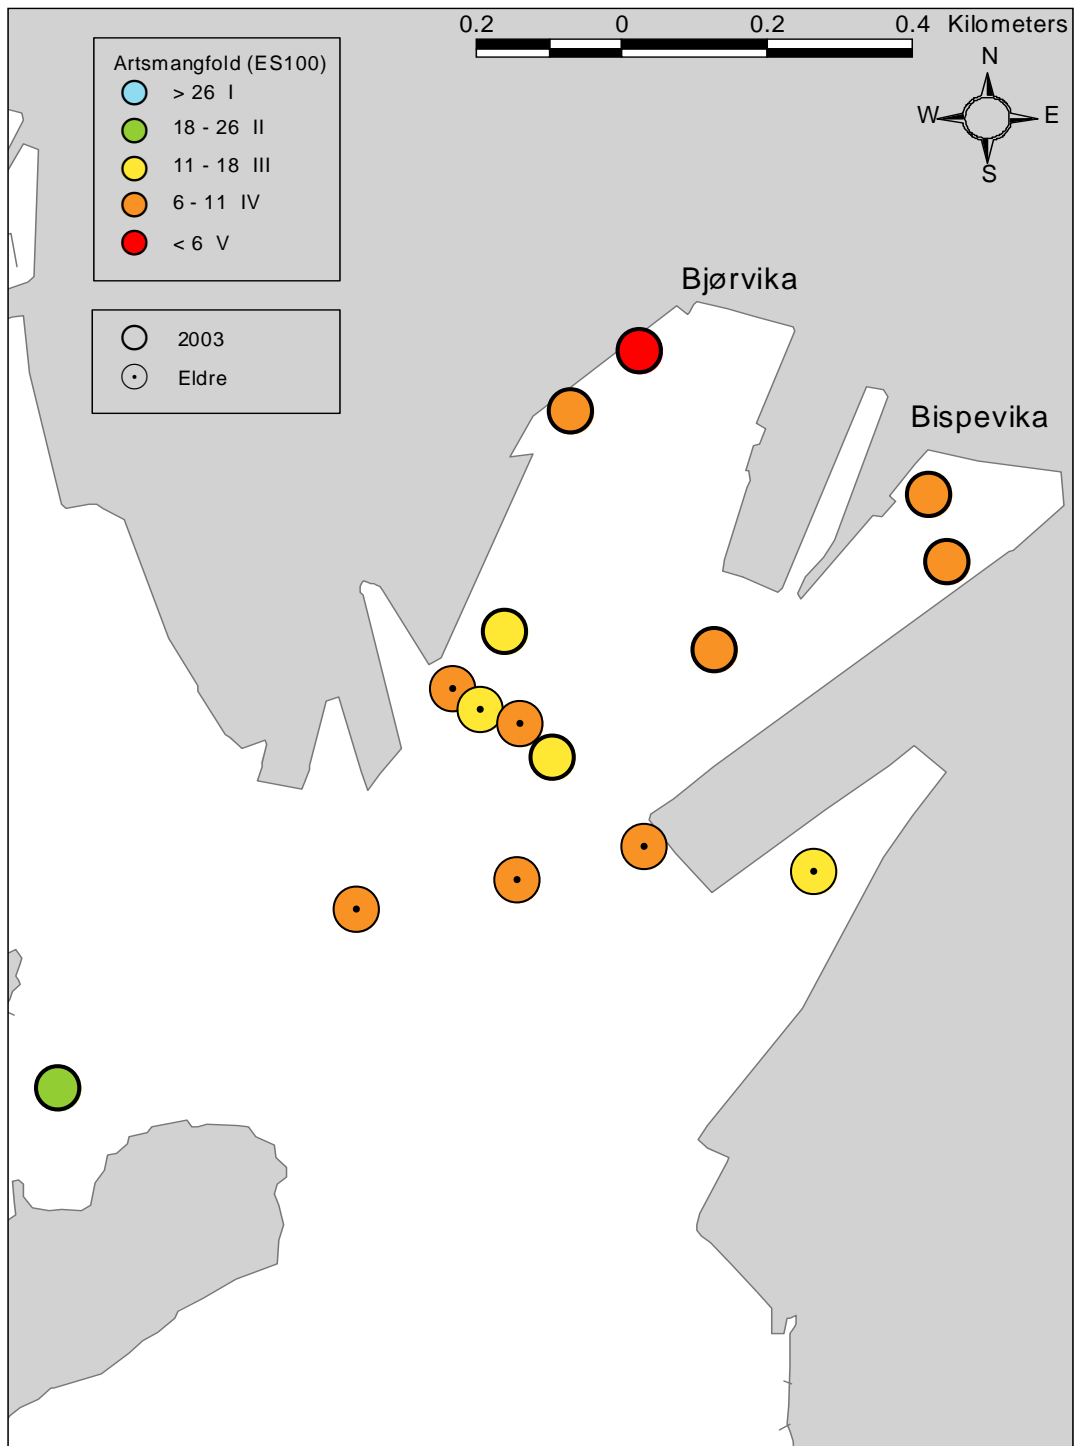 0.2 0 0.2 0.4 Kilometers
N
W E
S
Artsmangfold (ES100)
> 26 I
18 - 26 II
11 - 18 III
6 - 11 IV
< 6 V
2003
Eldre
Bjørvika
Bispevika